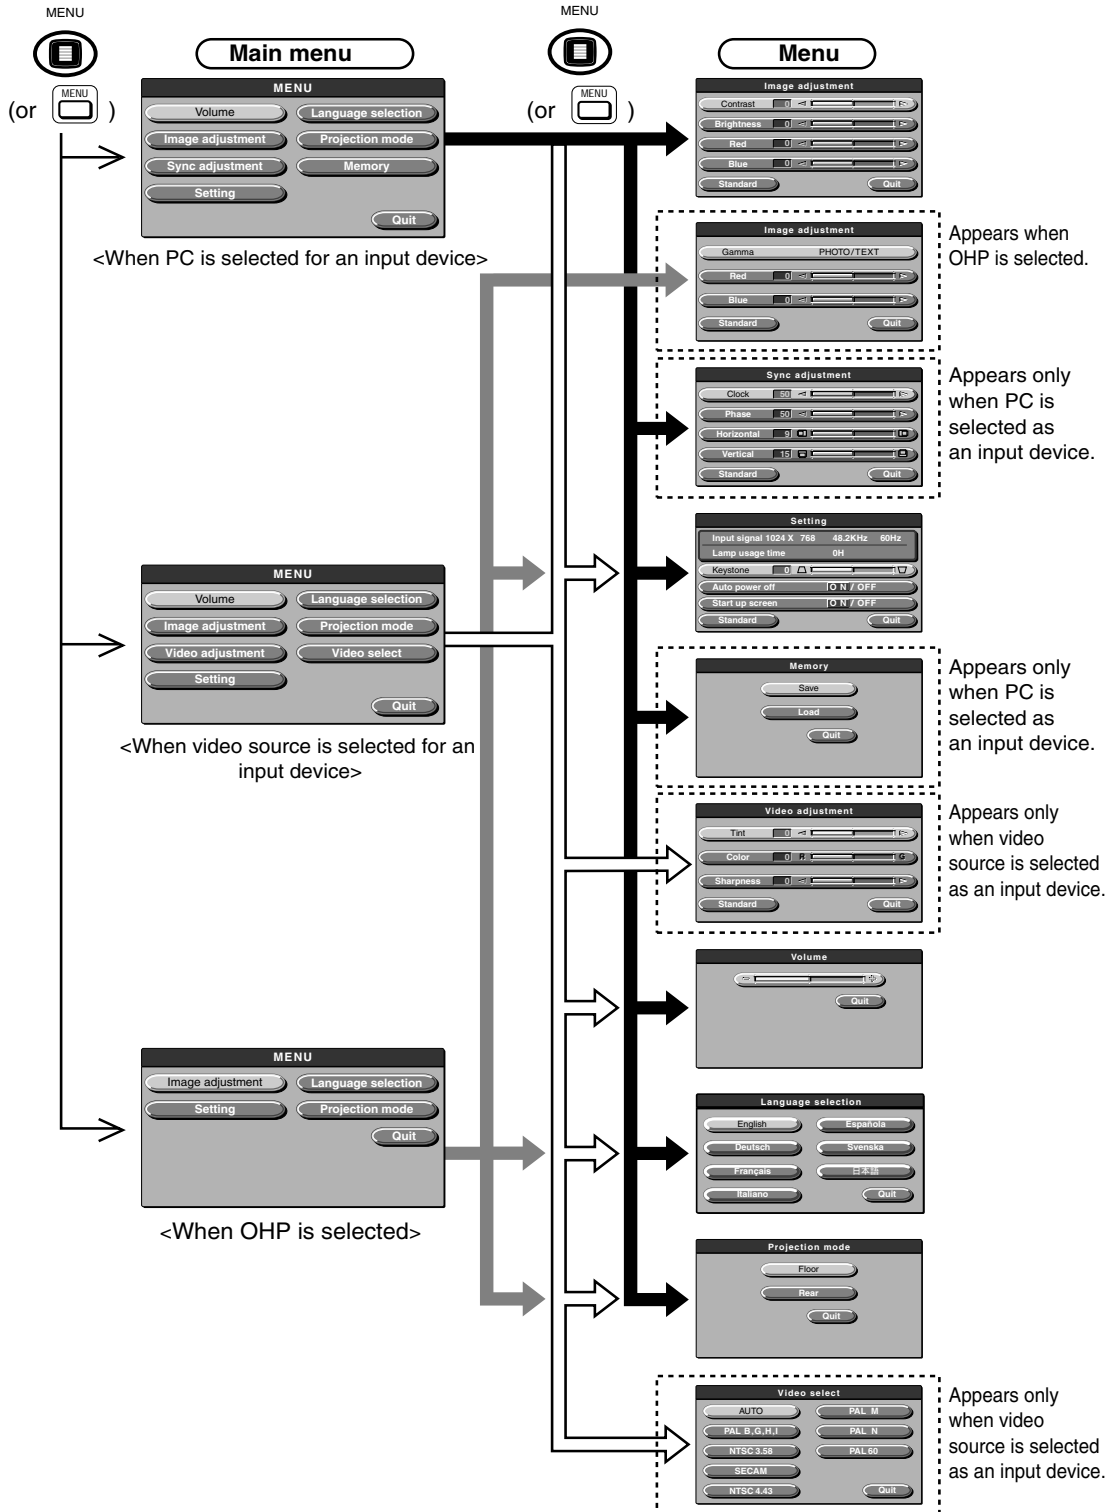 MENU
MENU
Main menu
Menu
(or MENU )
(or MENU )
MENU
Volume
Language selection
Image adjustment
Projection mode
Sync adjustment
Memory
Setting
Quit
<When PC is selected for an input device>
Image adjustment
Contrast 0
Brightness 0
Red 0
Blue 0
Standard
Quit
Image adjustment
Gamma PHOTO/TEXT
Red 0
Blue 0
Standard
Quit
Appears when
OHP is selected.
Sync adjustment
Clock 50
Phase 50
Horizontal 9
Vertical 15
Standard
Quit
Appears only
when PC is
selected as
an input device.
Setting
Input signal 1024 X 768 48.2KHz 60Hz
Lamp usage time 0H
Keystone 0
Auto power off ON / OFF
Start up screen ON / OFF
Standard
Quit
MENU
Volume
Language selection
Image adjustment
Projection mode
Video adjustment
Video select
Setting
Quit
<When video source is selected for an
input device>
Memory
Save
Load
Quit
Appears only
when PC is
selected as
an input device.
Video adjustment
Tint 0
Color 0 R G
Sharpness 0
Standard
Quit
Appears only
when video
source is selected
as an input device.
Volume
Quit
MENU
Image adjustment
Language selection
Setting
Projection mode
Quit
<When OHP is selected>
Language selection
English
Española
Deutsch
Svenska
Français
日本語
Italiano
Quit
Projection mode
Floor
Rear
Quit
Video select
AUTO
PAL M
PAL B,G,H,I
PAL N
NTSC 3.58
PAL 60
SECAM
NTSC 4.43
Quit
Appears only
when video
source is selected
as an input device.